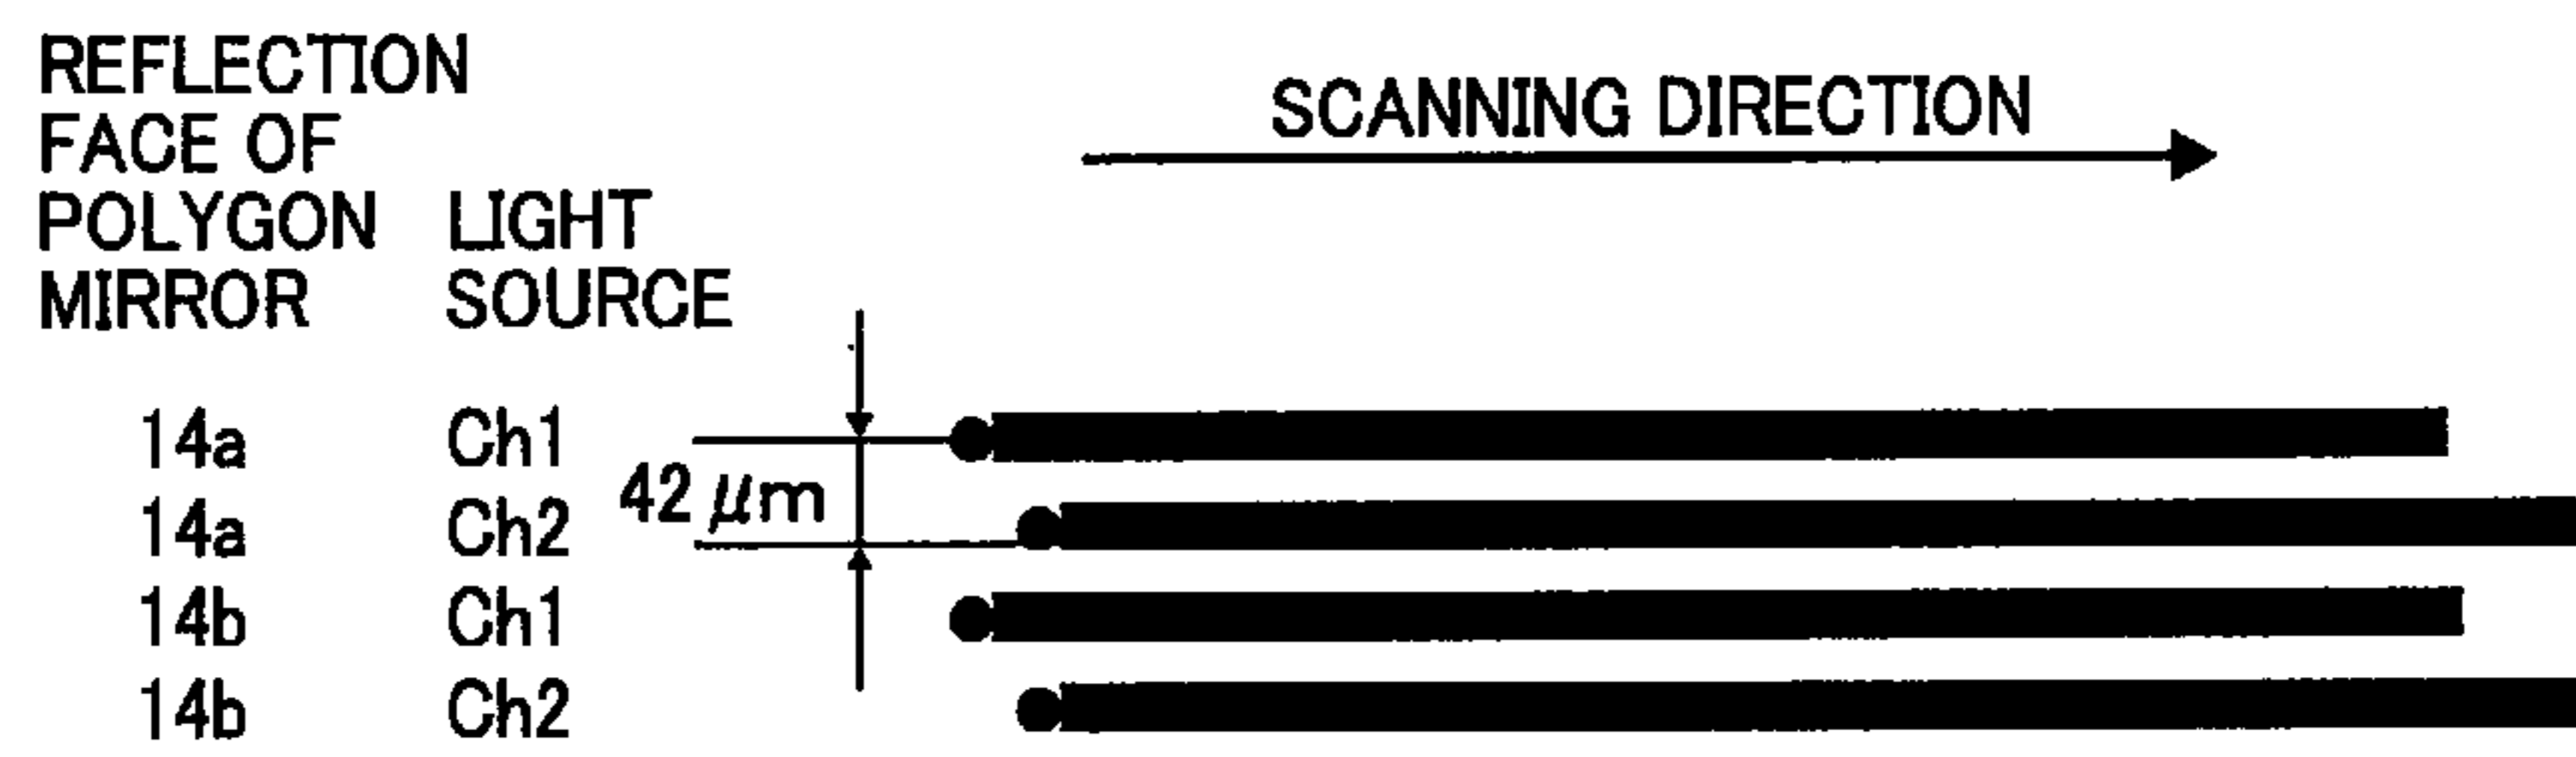 REFLECTION
FACE OF
POLYGON
MIRROR
LIGHT
SOURCE
SCANNING DIRECTION
14a Ch1
14a Ch2
42 μm
14b Ch1
14b Ch2